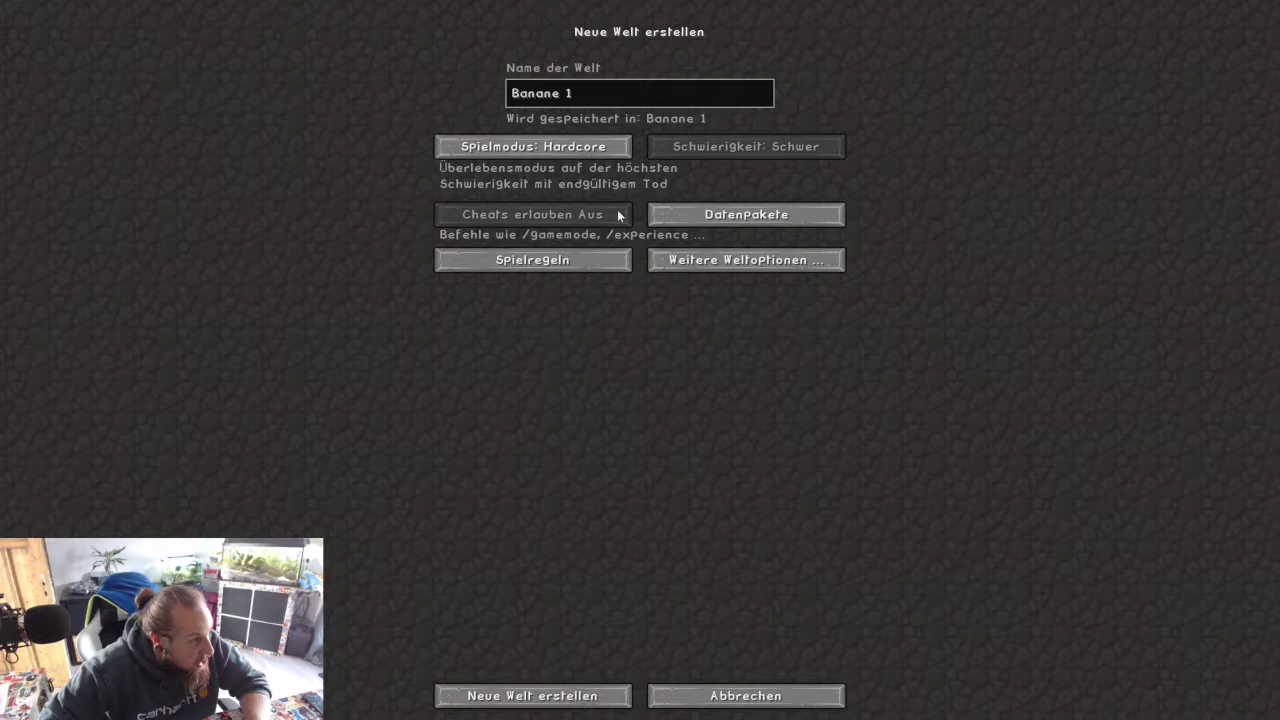 Neue Welt erstellen
Name der Welt
Banane 1
Wird gespeichert in: Banane 1
Spielmodus: Hardcore
Schwierigkeit: Schwer
Überlebensmodus auf der höchsten
Schwierigkeit mit endgültigem Tod
Cheats erlauben Aus
Datenpakete
Befehle wie /gamemode, /experience ...
Spielregeln
Weitere Weltoptionen ...
carhartt
Neue Welt erstellen
Abbrechen